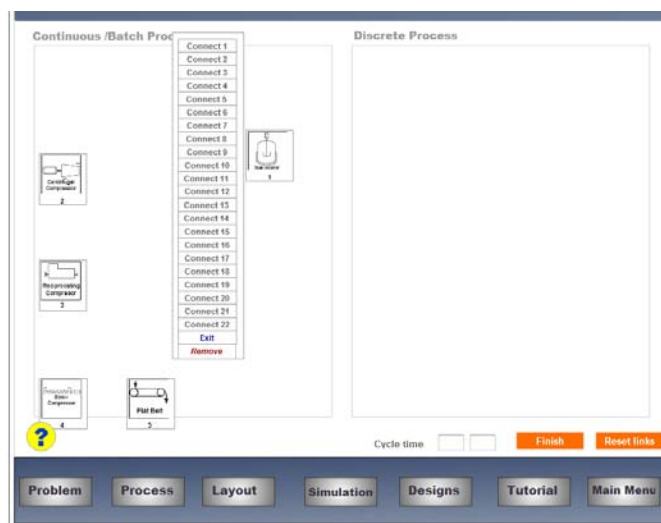 Continuous /Batch Proc
Discrete Process
Connect 1
Connect 2
Connect 3
Connect 4
Connect 5
Connect 6
Connect 7
Connect 8
Connect 9
Connect 10
Connect 11
Connect 12
Connect 13
Connect 14
Connect 15
Connect 16
Connect 17
Connect 18
Connect 19
Connect 20
Connect 21
Connect 22
Exit
Remove
1
Centrifugal
Compressor
2
Reciprocating
Compressor
3
Compressor
4
Flat Belt
5
?
Cycle time
Finish
Reset links
Problem
Process
Layout
Simulation
Designs
Tutorial
Main Menu